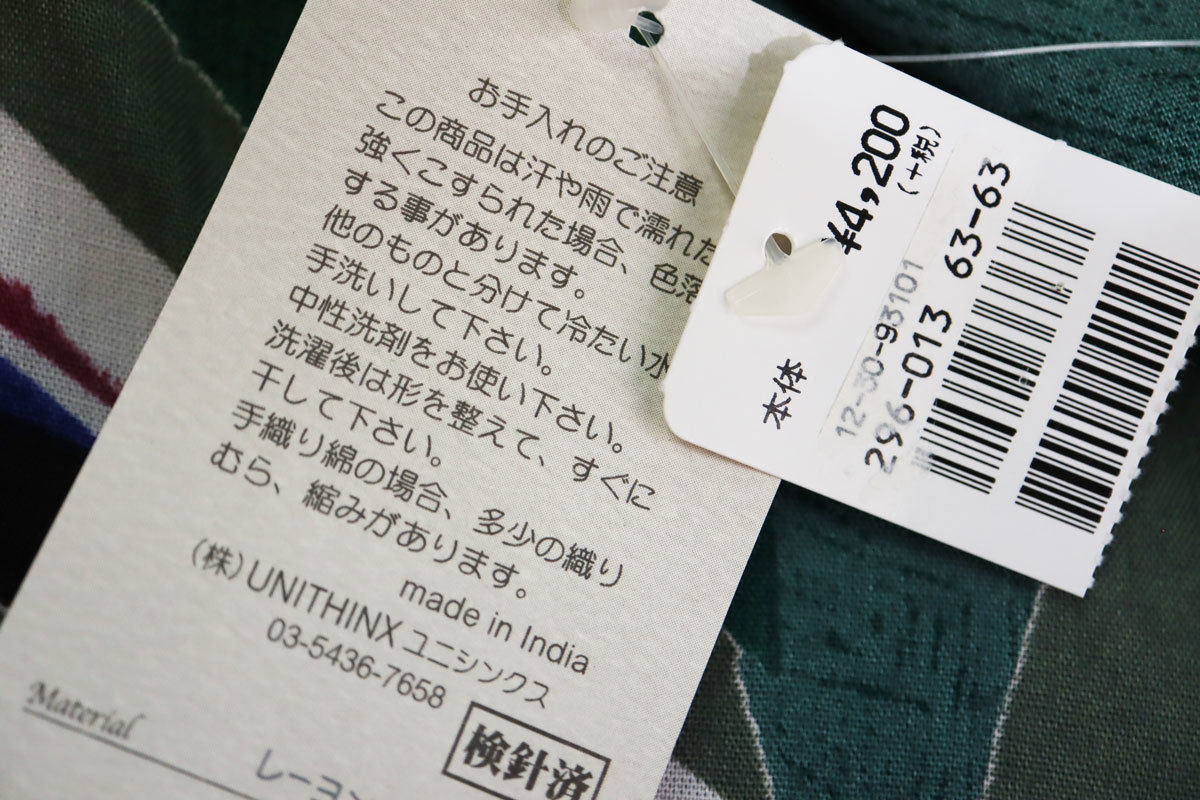 お手入れのご注意
この商品は汗や雨で濡れた
強くこすられた場合、色落
する事があります。
他のものと分けて冷たい水
手洗いして下さい。
中性洗剤をお使い下さい。
洗濯後は形を整えて、すぐに
干して下さい。
手織り綿の場合、多少の織り
むら、縮みがあります。
made in India
(株)UNITHINX ユニシンクス
03-5436-7658
検針済
Material
レーヨン
¥4,200
(+税)
本体
12-30-93101
296-013 63-63